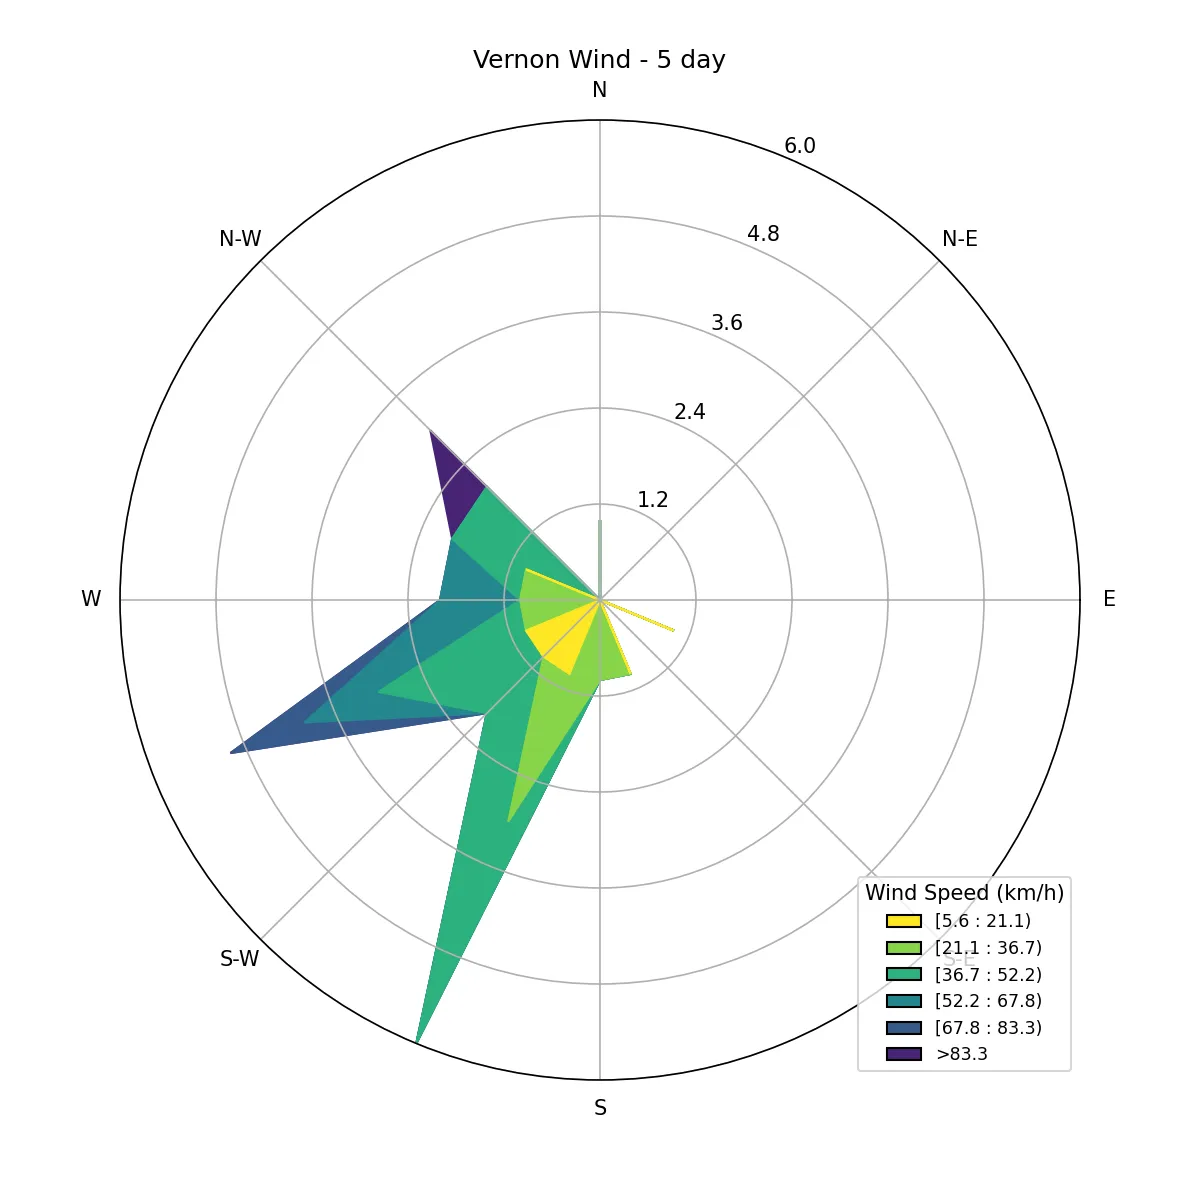 Vernon Wind - 5 day
N
6.0
N-W
4.8
N-E
3.6
2.4
1.2
W
E
Wind Speed (km/h)
[5.6 : 21.1)
[21.1 : 36.7)
S-W
S-E
[36.7 : 52.2)
[52.2 : 67.8)
[67.8 : 83.3)
>83.3
S